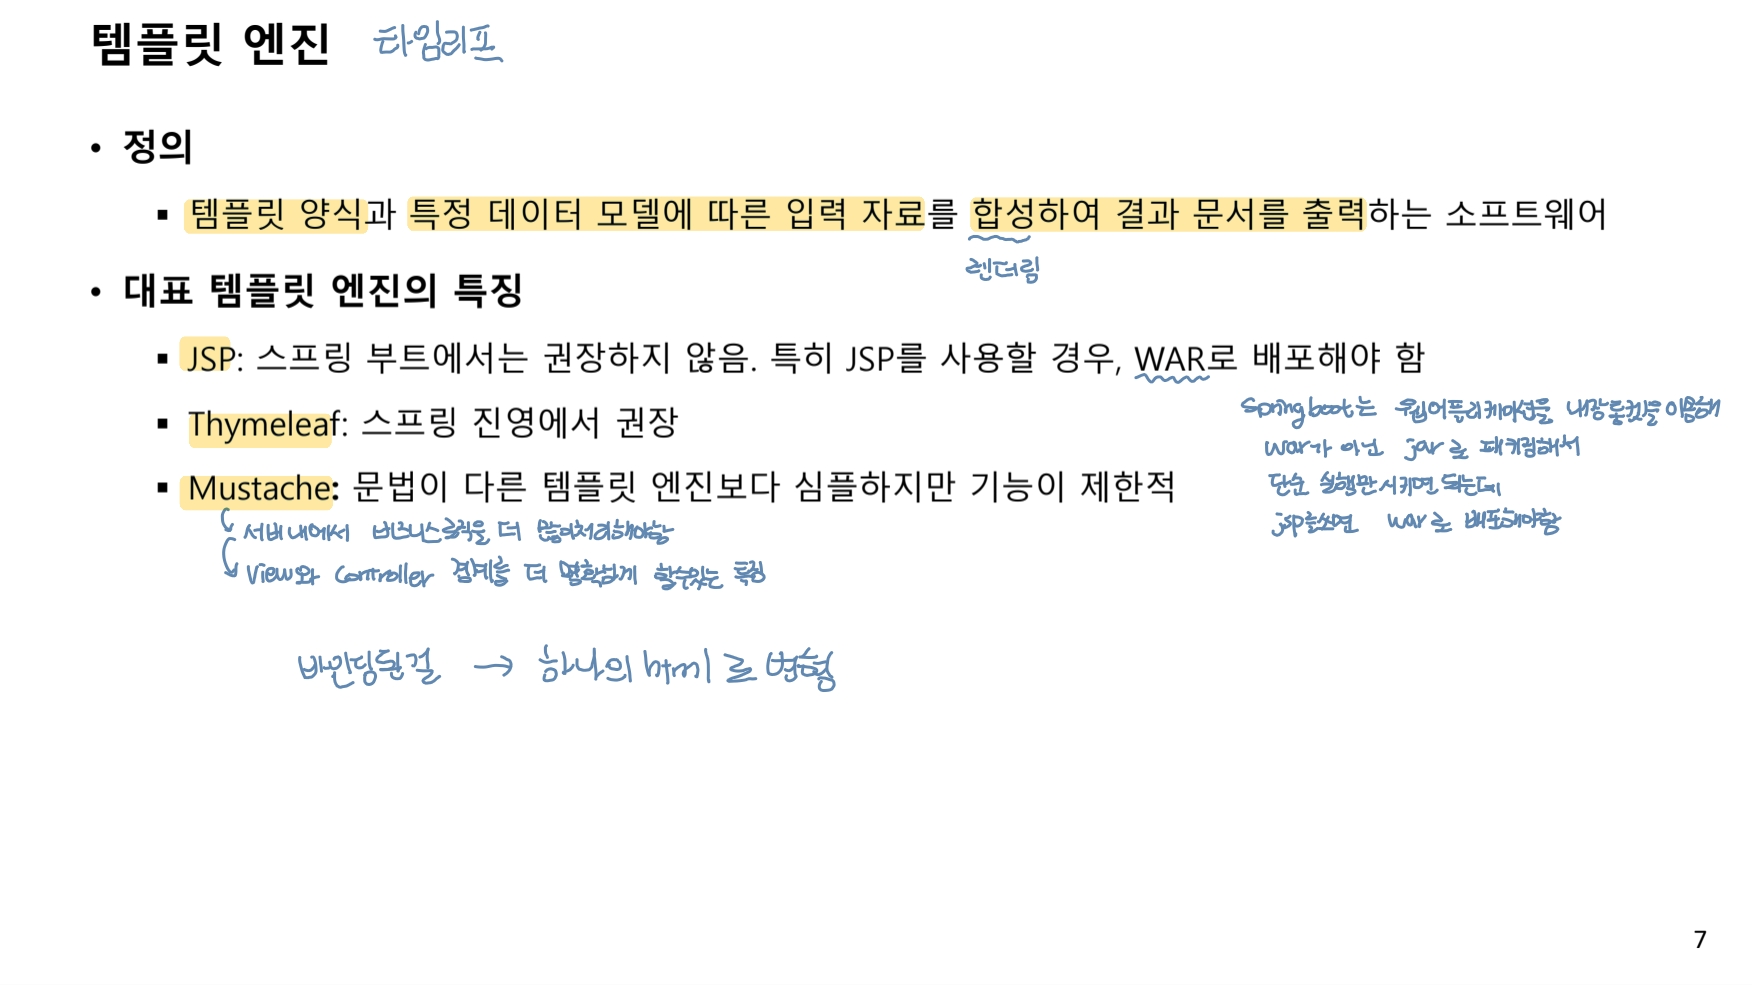 템플릿 엔진 타임리프
• 정의
▪ 템플릿 양식과 특정 데이터 모델에 따른 입력 자료를 합성하여 결과 문서를 출력하는 소프트웨어
렌더링
• 대표 템플릿 엔진의 특징
▪ JSP: 스프링 부트에서는 권장하지 않음. 특히 JSP를 사용할 경우, WAR로 배포해야 함
Springboot는 웹어플리케이션을 내장톰캣을 이용해
war가 아닌 jar로 패키징해서
단순 실행만시키면 되는데
jsp를쓰면 war로 배포해야함
▪ Thymeleaf: 스프링 진영에서 권장
▪ Mustache: 문법이 다른 템플릿 엔진보다 심플하지만 기능이 제한적
서버내에서 비즈니스로직을 더 많이처리해야함
View와 Controller 경계를 더 명확하게 할수있는 특징
바인딩된걸 → 하나의 html로 변형
7